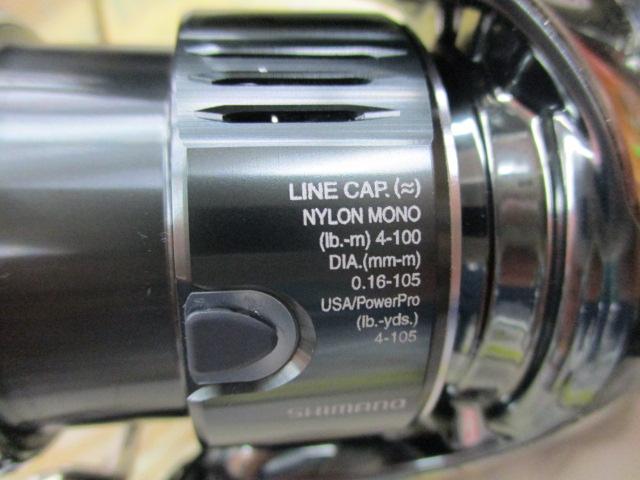 LINE CAP. (≈)
NYLON MONO
(lb.-m) 4-100
DIA.(mm-m)
0.16-105
USA/PowerPro
(lb.-yds.)
4-105
SHIMANO